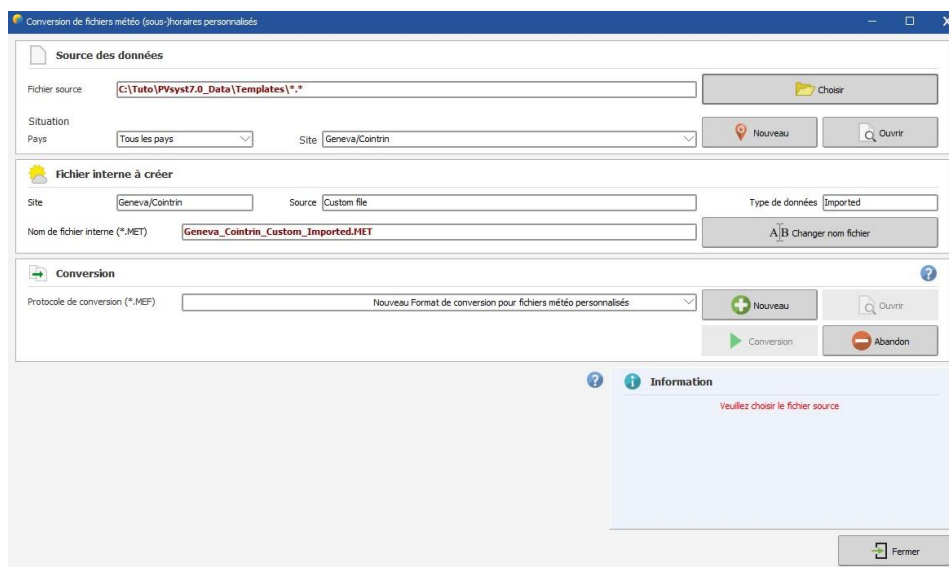 Conversion de fichiers météo (sous-)horaires personnalisés
Source des données
Fichier source C:\Tuto\PVsyst7.0_Data\Templates\*.* Choisir
Situation
Pays Tous les pays Site Geneva/Cointrin Nouveau Ouvrir
Fichier interne à créer
Site Geneva/Cointrin Source Custom file Type de données Imported
Nom de fichier interne (*.MET) Geneva_Cointrin_Custom_Imported.MET A|B Changer nom fichier
Conversion ?
Protocole de conversion (*.MEF) Nouveau Format de conversion pour fichiers météo personnalisés Nouveau Ouvrir
Conversion Abandon
? Information
Veuillez choisir le fichier source
Fermer